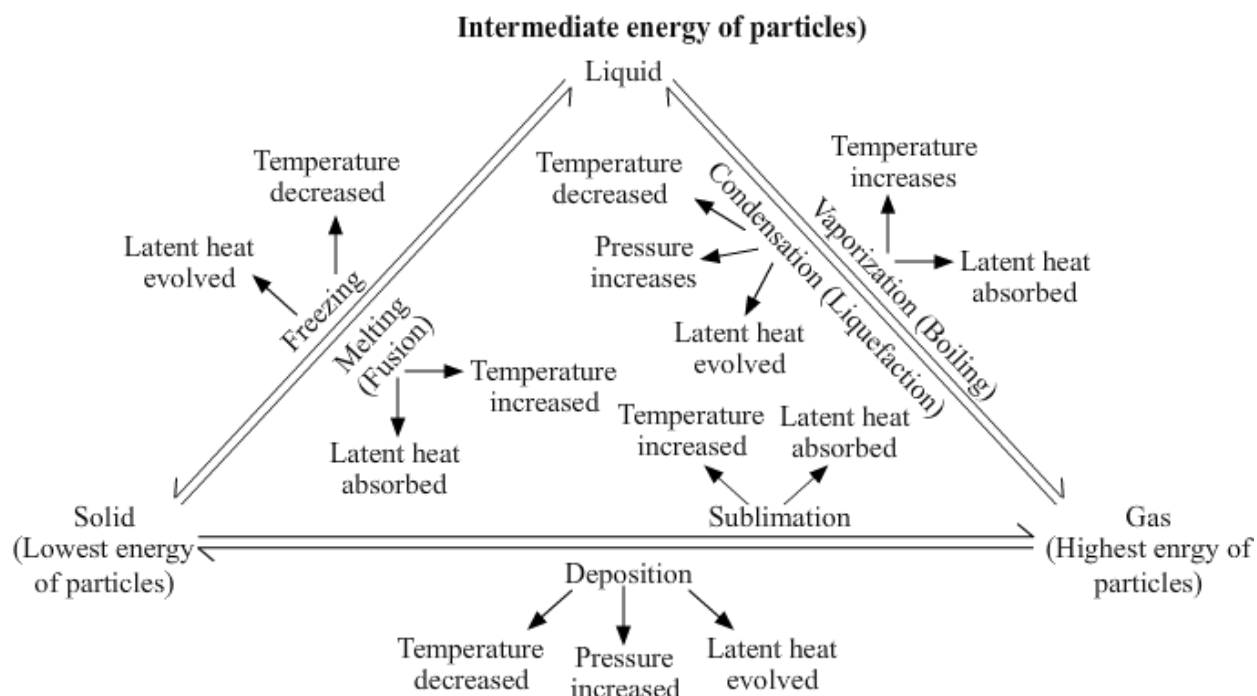 Intermediate energy of particles)
Liquid
Temperature
decreased
Latent heat
evolved
Freezing
Melting
(Fusion)
Temperature
increased
Latent heat
absorbed
Temperature
decreased
Pressure
increases
Latent heat
evolved
Condensation (Liquefaction)
Vaporization (Boiling)
Temperature
increases
Latent heat
absorbed
Temperature
increased
Latent heat
absorbed
Sublimation
Solid
(Lowest energy
of particles)
Gas
(Highest enrgy of
particles)
Deposition
Temperature
decreased
Pressure
increased
Latent heat
evolved